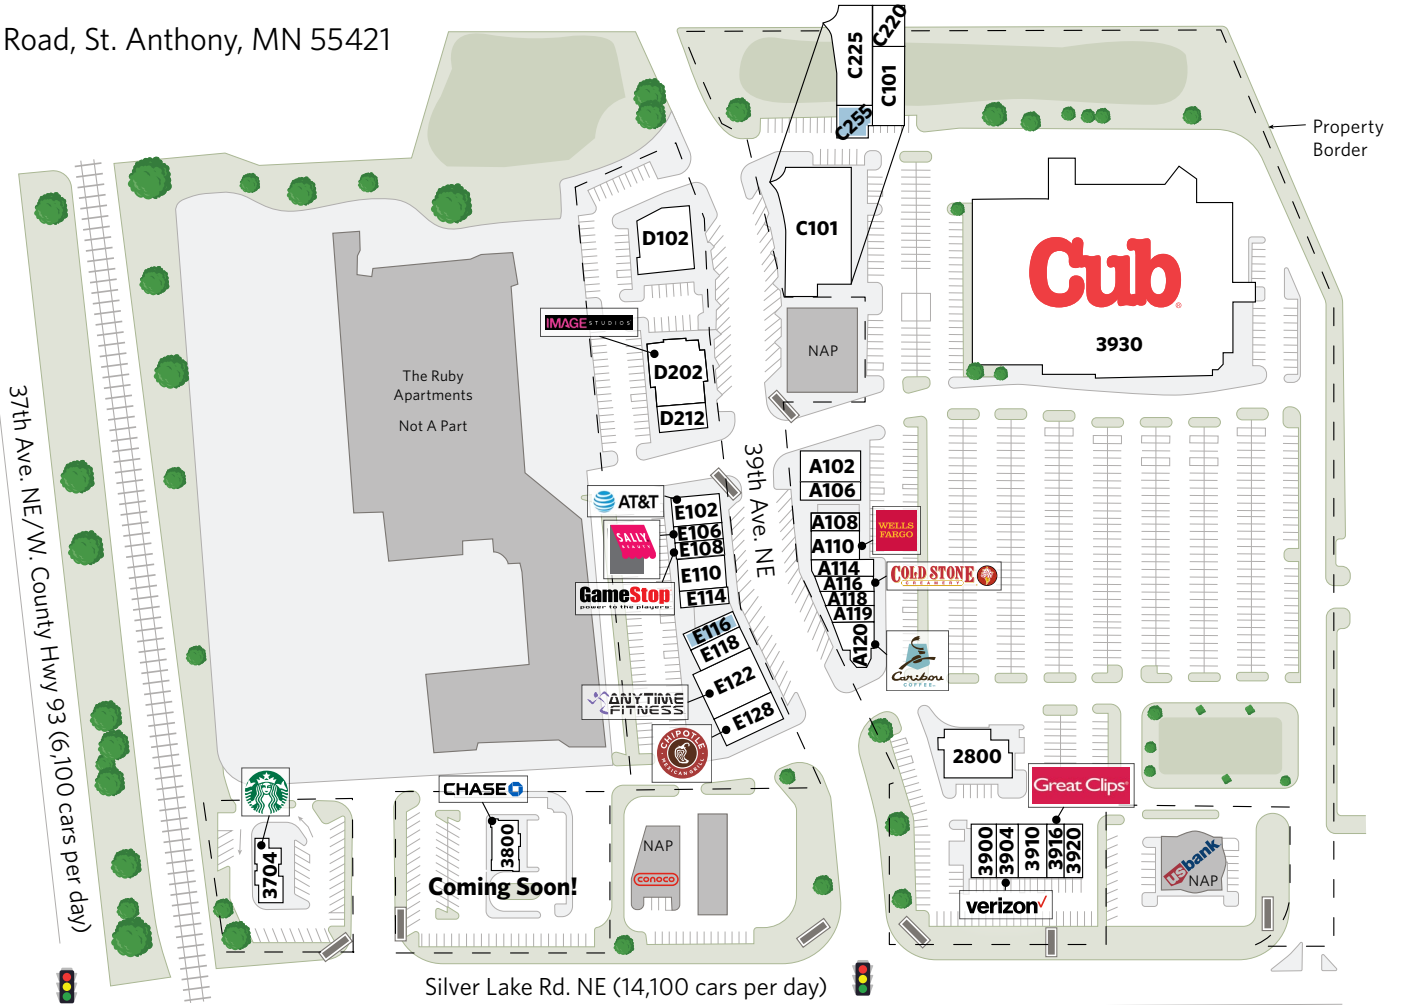 Road, St. Anthony, MN 55421
C220
C225
C101
C255
Property
Border
D102
C101
Cub
3930
IMAGE STUDIOS
NAP
D202
The Ruby
Apartments
Not A Part
D212
37th Ave. NE/W. County Hwy 93 (6,100 cars per day)
39th Ave. NE
A102
A106
AT&T
E102
SALLY
BEAUTY
E106
E108
A108
A110
WELLS
FARGO
E110
A114
A116
COLD STONE
CREAMERY
GameStop
power to the players
E114
A118
A119
E116
E118
A120
Caribou
COFFEE
E122
ANYTIME
FITNESS
E128
CHIPOTLE
MEXICAN GRILL
2800
Great Clips
CHASE
3704
3800
Coming Soon!
NAP
conoco
3900
3904
3910
3916
3920
verizon
usbank
NAP
Silver Lake Rd. NE (14,100 cars per day)